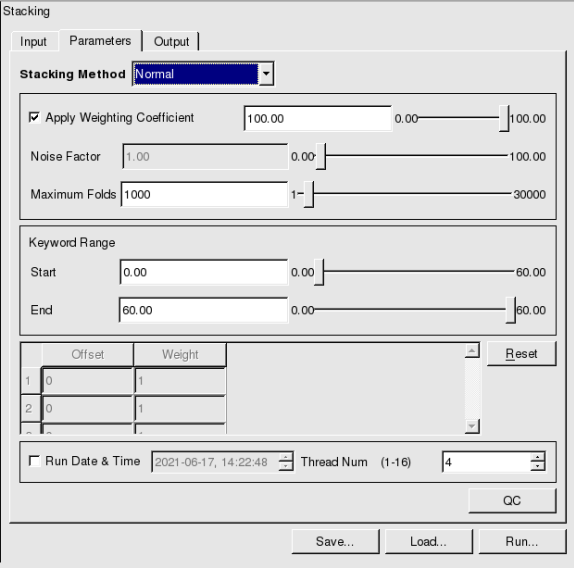 Stacking
Input Parameters Output
Stacking Method Normal
Apply Weighting Coefficient 100.00 0.00 100.00
Noise Factor 1.00 0.00 100.00
Maximum Folds 1000 1 30000
Keyword Range
Start 0.00 0.00 60.00
End 60.00 0.00 60.00
Offset Weight Reset
1 0 1
2 0 1
Run Date & Time 2021-06-17, 14:22:48 Thread Num (1-16) 4
QC
Save... Load... Run...